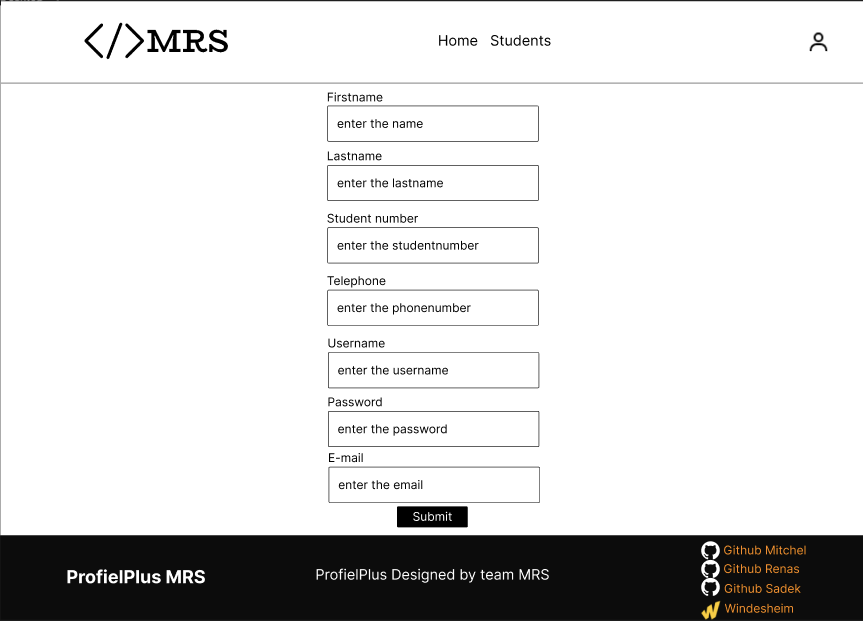 </>MRS
Home Students
Firstname
enter the name
Lastname
enter the lastname
Student number
enter the studentnumber
Telephone
enter the phonenumber
Username
enter the username
Password
enter the password
E-mail
enter the email
Submit
ProfielPlus MRS
ProfielPlus Designed by team MRS
Github Mitchel
Github Renas
Github Sadek
Windesheim